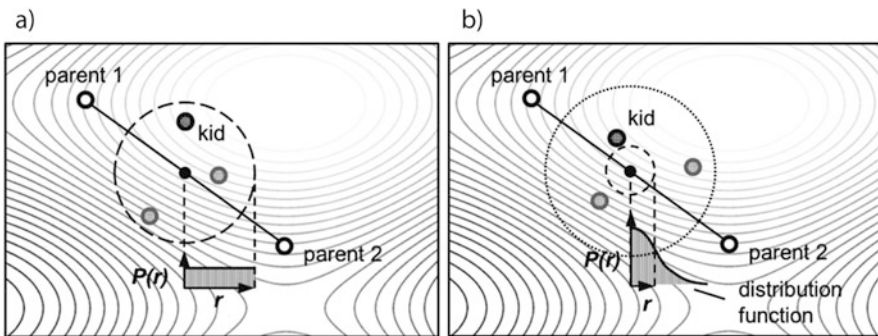 a)
parent 1
kid
parent 2
P(r)
r
b)
parent 1
kid
parent 2
P(r)
r
distribution
function